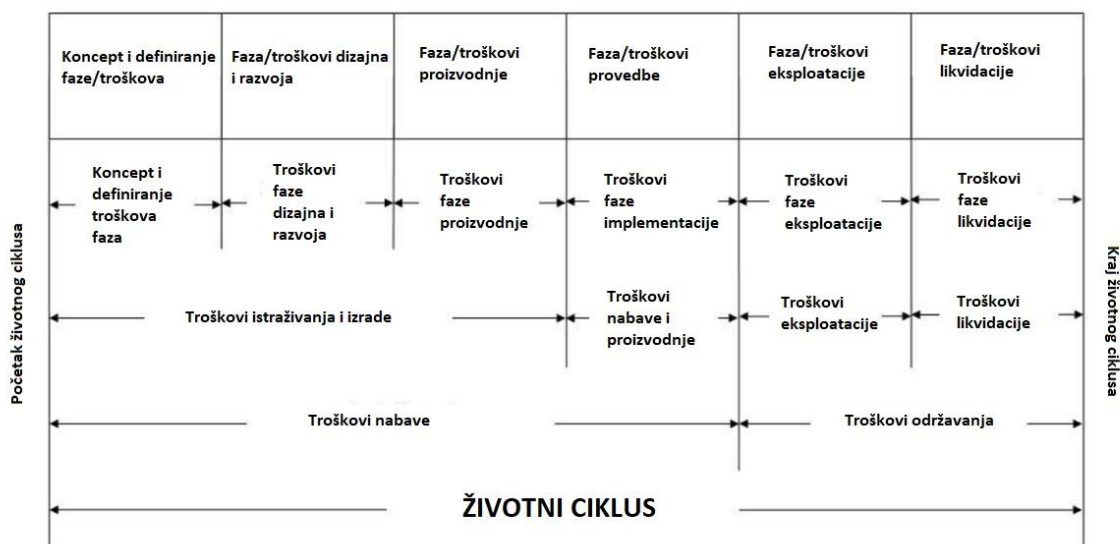 Koncept i definiranje
faze/troškova
Faza/troškovi dizajna
i razvoja
Faza/troškovi
proizvodnje
Faza/troškovi
provedbe
Faza/troškovi
eksploatacije
Faza/troškovi
likvidacije
Koncept i
definiranje
troškova
faza
Troškovi
faze
dizajna i
razvoja
Troškovi
faze
proizvodnje
Troškovi
faze
implementacije
Troškovi
faze
eksploatacije
Troškovi
faze
likvidacije
Troškovi istraživanja i izrade
Troškovi
nabave i
proizvodnje
Troškovi
eksploatacije
Troškovi
likvidacije
Troškovi nabave
Troškovi održavanja
ŽIVOTNI CIKLUS
Početak životnog ciklusa
Kraj životnog ciklusa